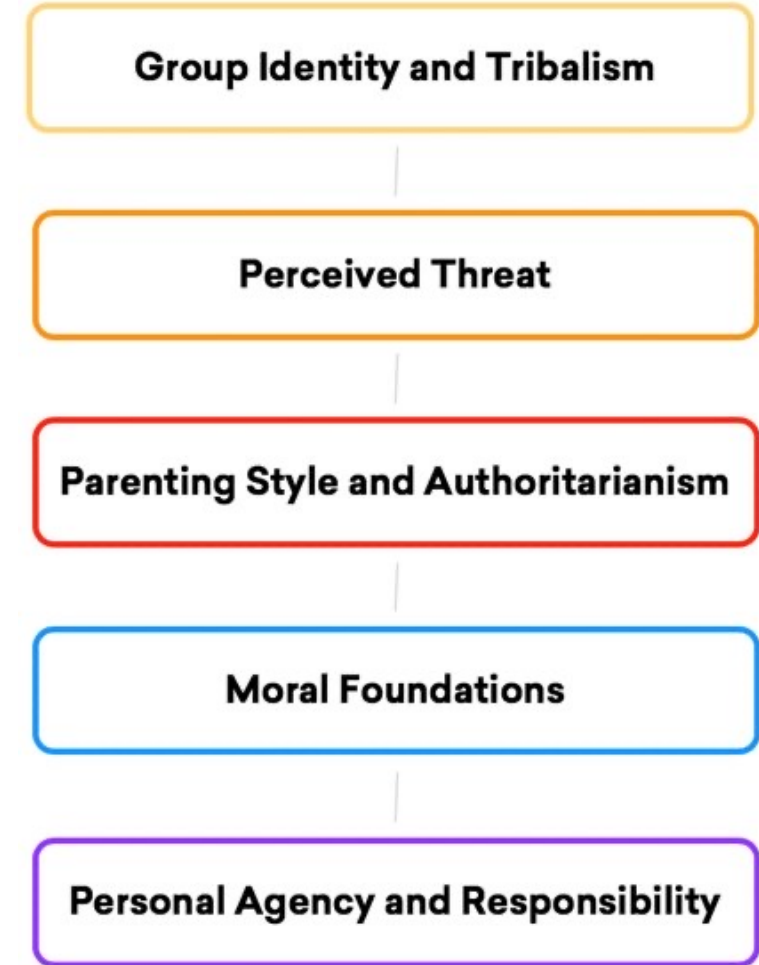 Group Identity and Tribalism
Perceived Threat
Parenting Style and Authoritarianism
Moral Foundations
Personal Agency and Responsibility